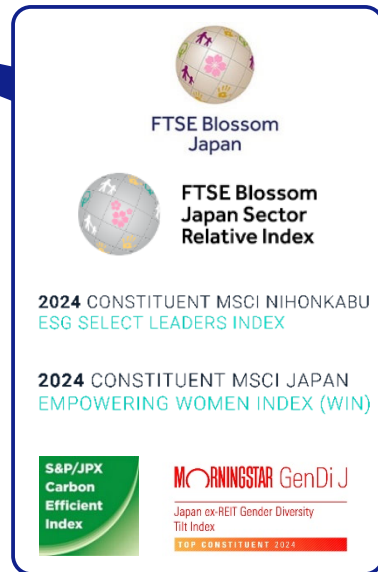 FTSE Blossom
Japan
FTSE Blossom
Japan Sector
Relative Index
2024 CONSTITUENT MSCI NIHONKABU
ESG SELECT LEADERS INDEX
2024 CONSTITUENT MSCI JAPAN
EMPOWERING WOMEN INDEX (WIN)
S&P/JPX
Carbon
Efficient
Index
MORNINGSTAR GenDi J
Japan ex-REIT Gender Diversity
Tilt Index
TOP CONSTITUENT 2024